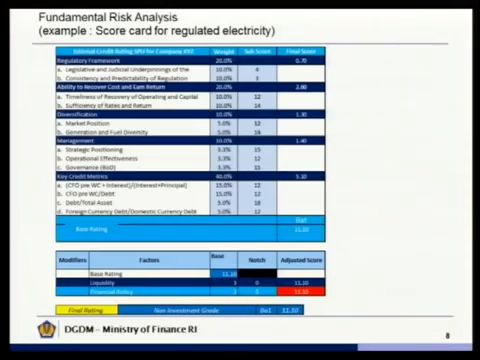 Fundamental Risk Analysis
(example : Score card for regulated electricity)
Internal Credit Rating SPU for Company XYZ Weight Sub Score Final Score
Regulatory Framework 20.0% 0.70
a. Legislative and Judicial Underpinnings of the 10.0% 4
b. Consistency and Predictability of Regulation 10.0% 3
Ability to Recover Cost and Earn Return 20.0% 2.60
a. Timeliness of Recovery of Operating and Capital 10.0% 12
b. Sufficiency of Rates and Return 10.0% 14
Diversification 10.0% 1.30
a. Market Position 5.0% 12
b. Generation and Fuel Diversity 5.0% 14
Management 10.0% 1.40
a. Strategic Positioning 3.3% 15
b. Operational Effectiveness 3.3% 12
c. Governance (BoD) 3.3% 15
Key Credit Metrics 40.0% 5.10
a. (CFO pre WC + Interest)/(Interest+Principal) 15.0% 12
b. CFO pre WC/Debt 15.0% 12
c. Debt/Total Asset 5.0% 18
d. Foreign Currency Debt/Domestic Currency Debt 5.0% 12
Ba1
Base Rating 11.10
Modifiers Factors Base Notch Adjusted Score
Base Rating 11.10
Liquidity 3 0 11.10
Financial Policy 0 11.10
Final Rating Non Investment Grade Ba1 11.10
DGDM – Ministry of Finance RI
8